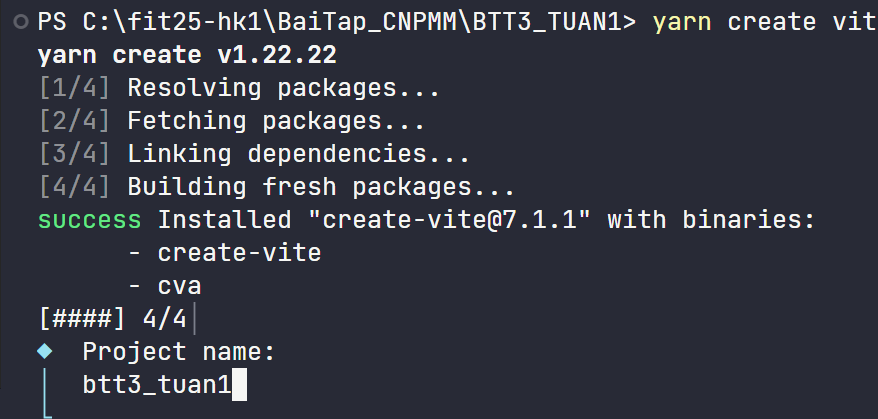 PS C:\fit25-hk1\BaiTap_CNPMM\BTT3_TUAN1> yarn create vit
yarn create v1.22.22
[1/4] Resolving packages...
[2/4] Fetching packages...
[3/4] Linking dependencies...
[4/4] Building fresh packages...
success Installed "create-vite@7.1.1" with binaries:
- create-vite
- cva
[####] 4/4
Project name:
btt3_tuan1